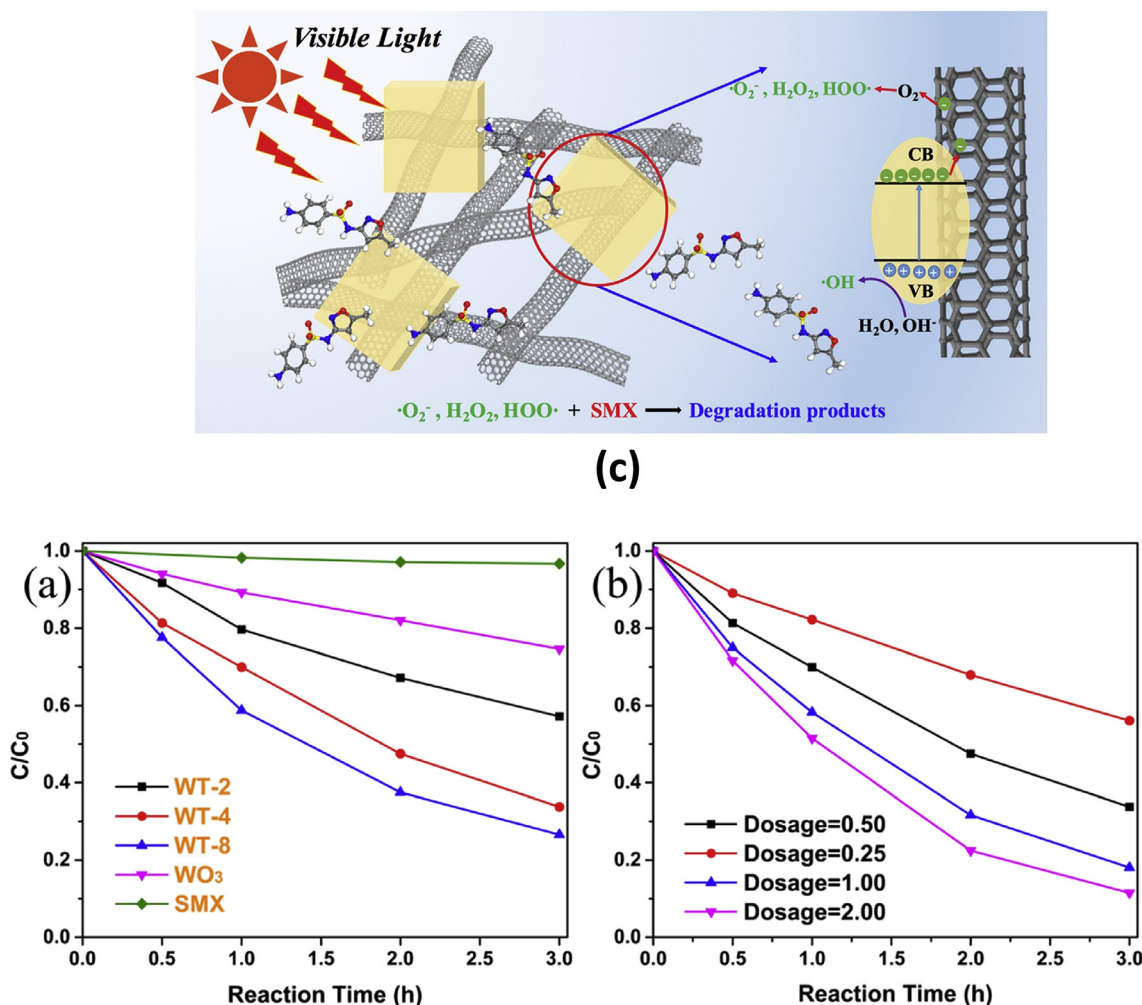 Visible Light
·O₂⁻, H₂O₂, HOO· O₂
CB
·OH
VB
H₂O, OH⁻
·O₂⁻, H₂O₂, HOO· + SMX Degradation products
(c)
(a)
1.0
0.8
0.6
0.4
0.2
0.0
C/C₀
WT-2
WT-4
WT-8
WO₃
SMX
0.0 0.5 1.0 1.5 2.0 2.5 3.0
Reaction Time (h)
(b)
1.0
0.8
0.6
0.4
0.2
0.0
C/C₀
Dosage=0.50
Dosage=0.25
Dosage=1.00
Dosage=2.00
0.0 0.5 1.0 1.5 2.0 2.5 3.0
Reaction Time (h)